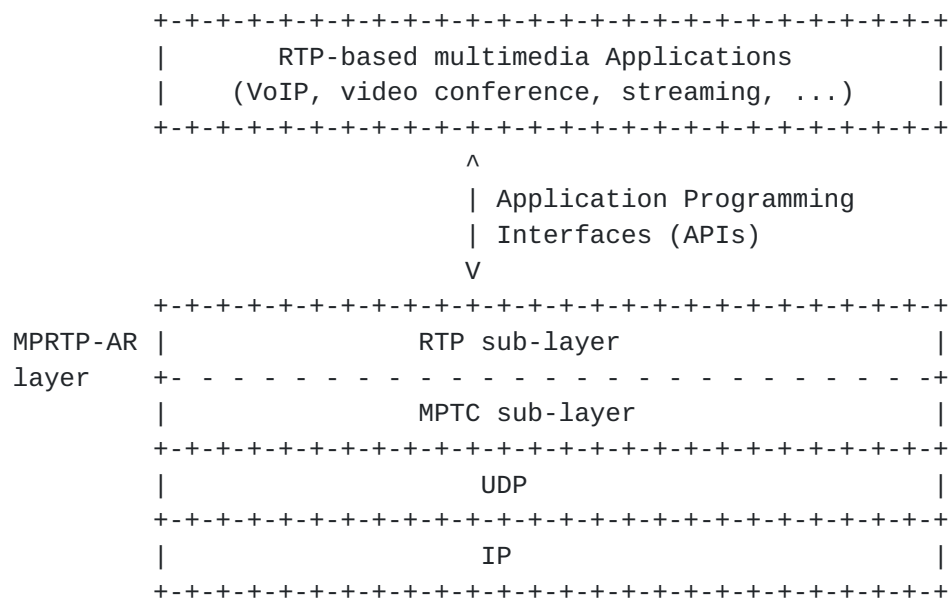 +-+-+-+-+-+-+-+-+-+-+-+-+-+-+-+-+-+-+-+-+-+-+-+-+-+
|       RTP-based multimedia Applications         |
|    (VoIP, video conference, streaming, ...)     |
+-+-+-+-+-+-+-+-+-+-+-+-+-+-+-+-+-+-+-+-+-+-+-+-+-+
^
| Application Programming
| Interfaces (APIs)
V
+-+-+-+-+-+-+-+-+-+-+-+-+-+-+-+-+-+-+-+-+-+-+-+-+-+
MPRTP-AR |                RTP sub-layer                    |
layer    +- - - - - - - - - - - - - - - - - - - - - - - - -+
|                MPTC sub-layer                   |
+-+-+-+-+-+-+-+-+-+-+-+-+-+-+-+-+-+-+-+-+-+-+-+-+-+
|                    UDP                          |
+-+-+-+-+-+-+-+-+-+-+-+-+-+-+-+-+-+-+-+-+-+-+-+-+-+
|                    IP                           |
+-+-+-+-+-+-+-+-+-+-+-+-+-+-+-+-+-+-+-+-+-+-+-+-+-+